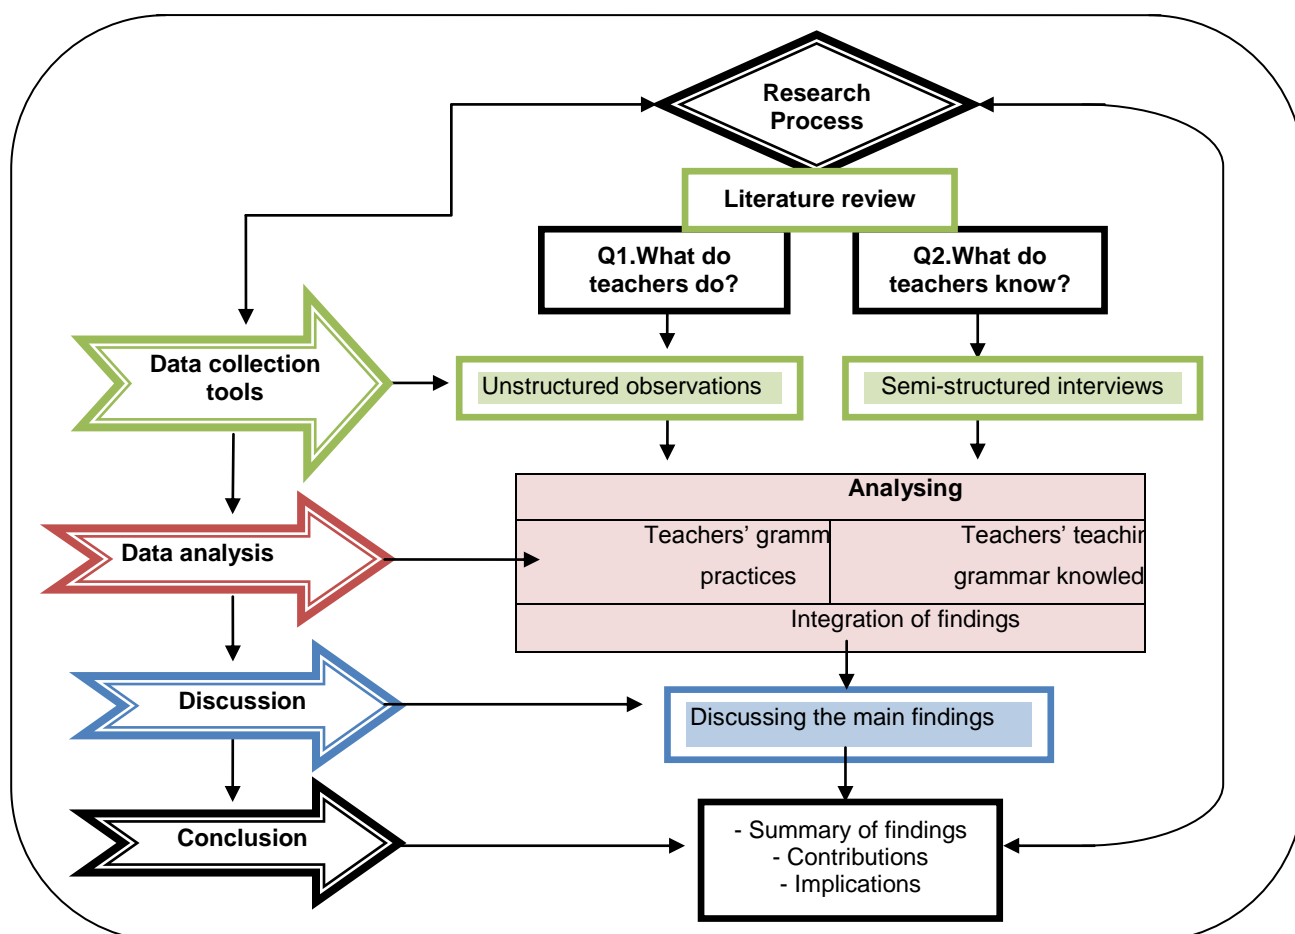 Research
Process
Literature review
Q1.What do
teachers do?
Q2.What do
teachers know?
Data collection
tools
Unstructured observations
Semi-structured interviews
Analysing
Data analysis
Teachers’ gramm
practices
Teachers’ teachin
grammar knowled
Integration of findings
Discussion
Discussing the main findings
Conclusion
- Summary of findings
- Contributions
- Implications